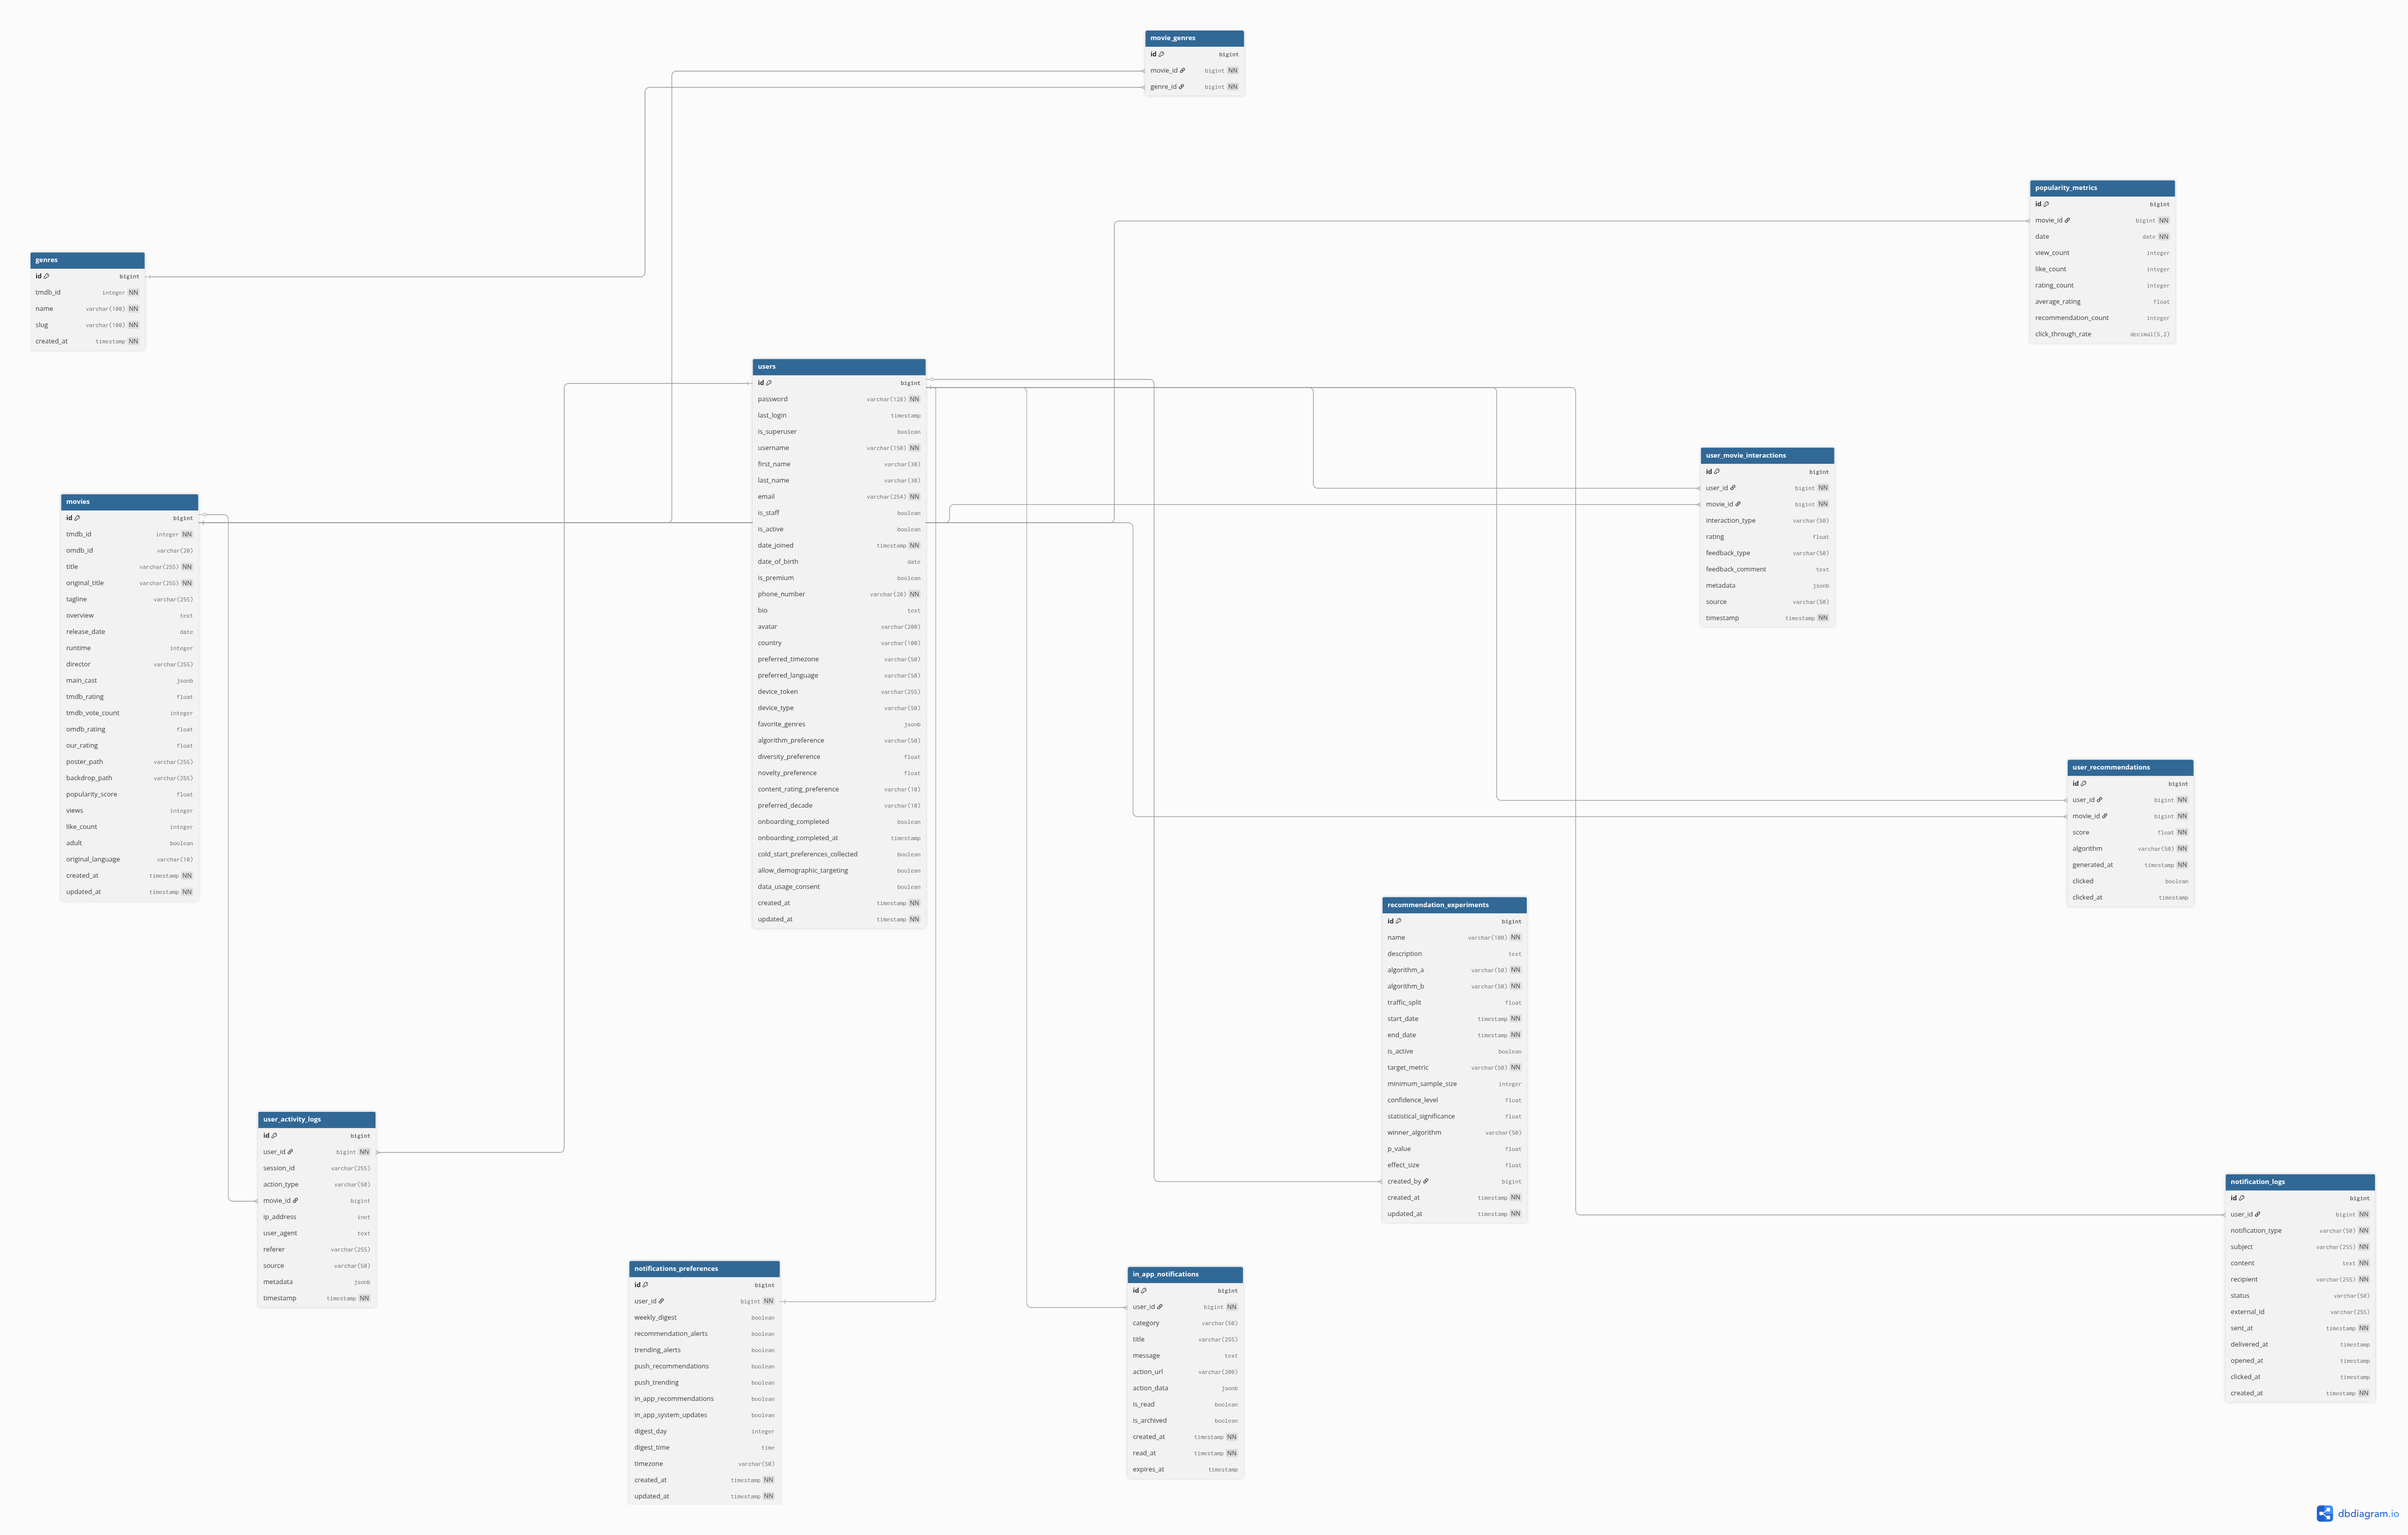 movie_genres
id bigint
movie_id bigint NN
genre_id bigint NN
popularity_metrics
id bigint
movie_id bigint NN
date date NN
view_count integer
like_count integer
rating_count integer
average_rating float
recommendation_count integer
click_through_rate decimal(5,2)
genres
id bigint
tmdb_id integer NN
name varchar(100) NN
slug varchar(100) NN
created_at timestamp NN
users
id bigint
password varchar(128) NN
last_login timestamp
is_superuser boolean
username varchar(150) NN
first_name varchar(30)
last_name varchar(30)
email varchar(254) NN
is_staff boolean
is_active boolean
date_joined timestamp NN
date_of_birth date
is_premium boolean
phone_number varchar(20) NN
bio text
avatar varchar(200)
country varchar(100)
preferred_timezone varchar(50)
preferred_language varchar(50)
device_token varchar(255)
device_type varchar(50)
favorite_genres jsonb
algorithm_preference varchar(50)
diversity_preference float
novelty_preference float
content_rating_preference varchar(10)
preferred_decade varchar(10)
onboarding_completed boolean
onboarding_completed_at timestamp
cold_start_preferences_collected boolean
allow_demographic_targeting boolean
data_usage_consent boolean
created_at timestamp NN
updated_at timestamp NN
user_movie_interactions
id bigint
user_id bigint NN
movie_id bigint NN
interaction_type varchar(50)
rating float
feedback_type varchar(50)
feedback_comment text
metadata jsonb
source varchar(50)
timestamp timestamp NN
movies
id bigint
tmdb_id integer NN
omdb_id varchar(20)
title varchar(255) NN
original_title varchar(255) NN
tagline varchar(255)
overview text
release_date date
runtime integer
director varchar(255)
main_cast jsonb
tmdb_rating float
tmdb_vote_count integer
omdb_rating float
our_rating float
poster_path varchar(255)
backdrop_path varchar(255)
popularity_score float
views integer
like_count integer
adult boolean
original_language varchar(10)
created_at timestamp NN
updated_at timestamp NN
user_recommendations
id bigint
user_id bigint NN
movie_id bigint NN
score float NN
algorithm varchar(50) NN
generated_at timestamp NN
clicked boolean
clicked_at timestamp
recommendation_experiments
id bigint
name varchar(100) NN
description text
algorithm_a varchar(50) NN
algorithm_b varchar(50) NN
traffic_split float
start_date timestamp NN
end_date timestamp NN
is_active boolean
target_metric varchar(50) NN
minimum_sample_size integer
confidence_level float
statistical_significance float
winner_algorithm varchar(50)
p_value float
effect_size float
created_by bigint
created_at timestamp NN
updated_at timestamp NN
user_activity_logs
id bigint
user_id bigint NN
session_id varchar(255)
action_type varchar(50)
movie_id bigint
ip_address inet
user_agent text
referer varchar(255)
source varchar(50)
metadata jsonb
timestamp timestamp NN
notification_logs
id bigint
user_id bigint NN
notification_type varchar(50) NN
subject varchar(255) NN
content text NN
recipient varchar(255) NN
status varchar(50)
external_id varchar(255)
sent_at timestamp NN
delivered_at timestamp
opened_at timestamp
clicked_at timestamp
created_at timestamp NN
notifications_preferences
id bigint
user_id bigint NN
weekly_digest boolean
recommendation_alerts boolean
trending_alerts boolean
push_recommendations boolean
push_trending boolean
in_app_recommendations boolean
in_app_system_updates boolean
digest_day integer
digest_time time
timezone varchar(50)
created_at timestamp NN
updated_at timestamp NN
in_app_notifications
id bigint
user_id bigint NN
category varchar(50)
title varchar(255)
message text
action_url varchar(200)
action_data jsonb
is_read boolean
is_archived boolean
created_at timestamp NN
read_at timestamp NN
expires_at timestamp
dbdiagram.io